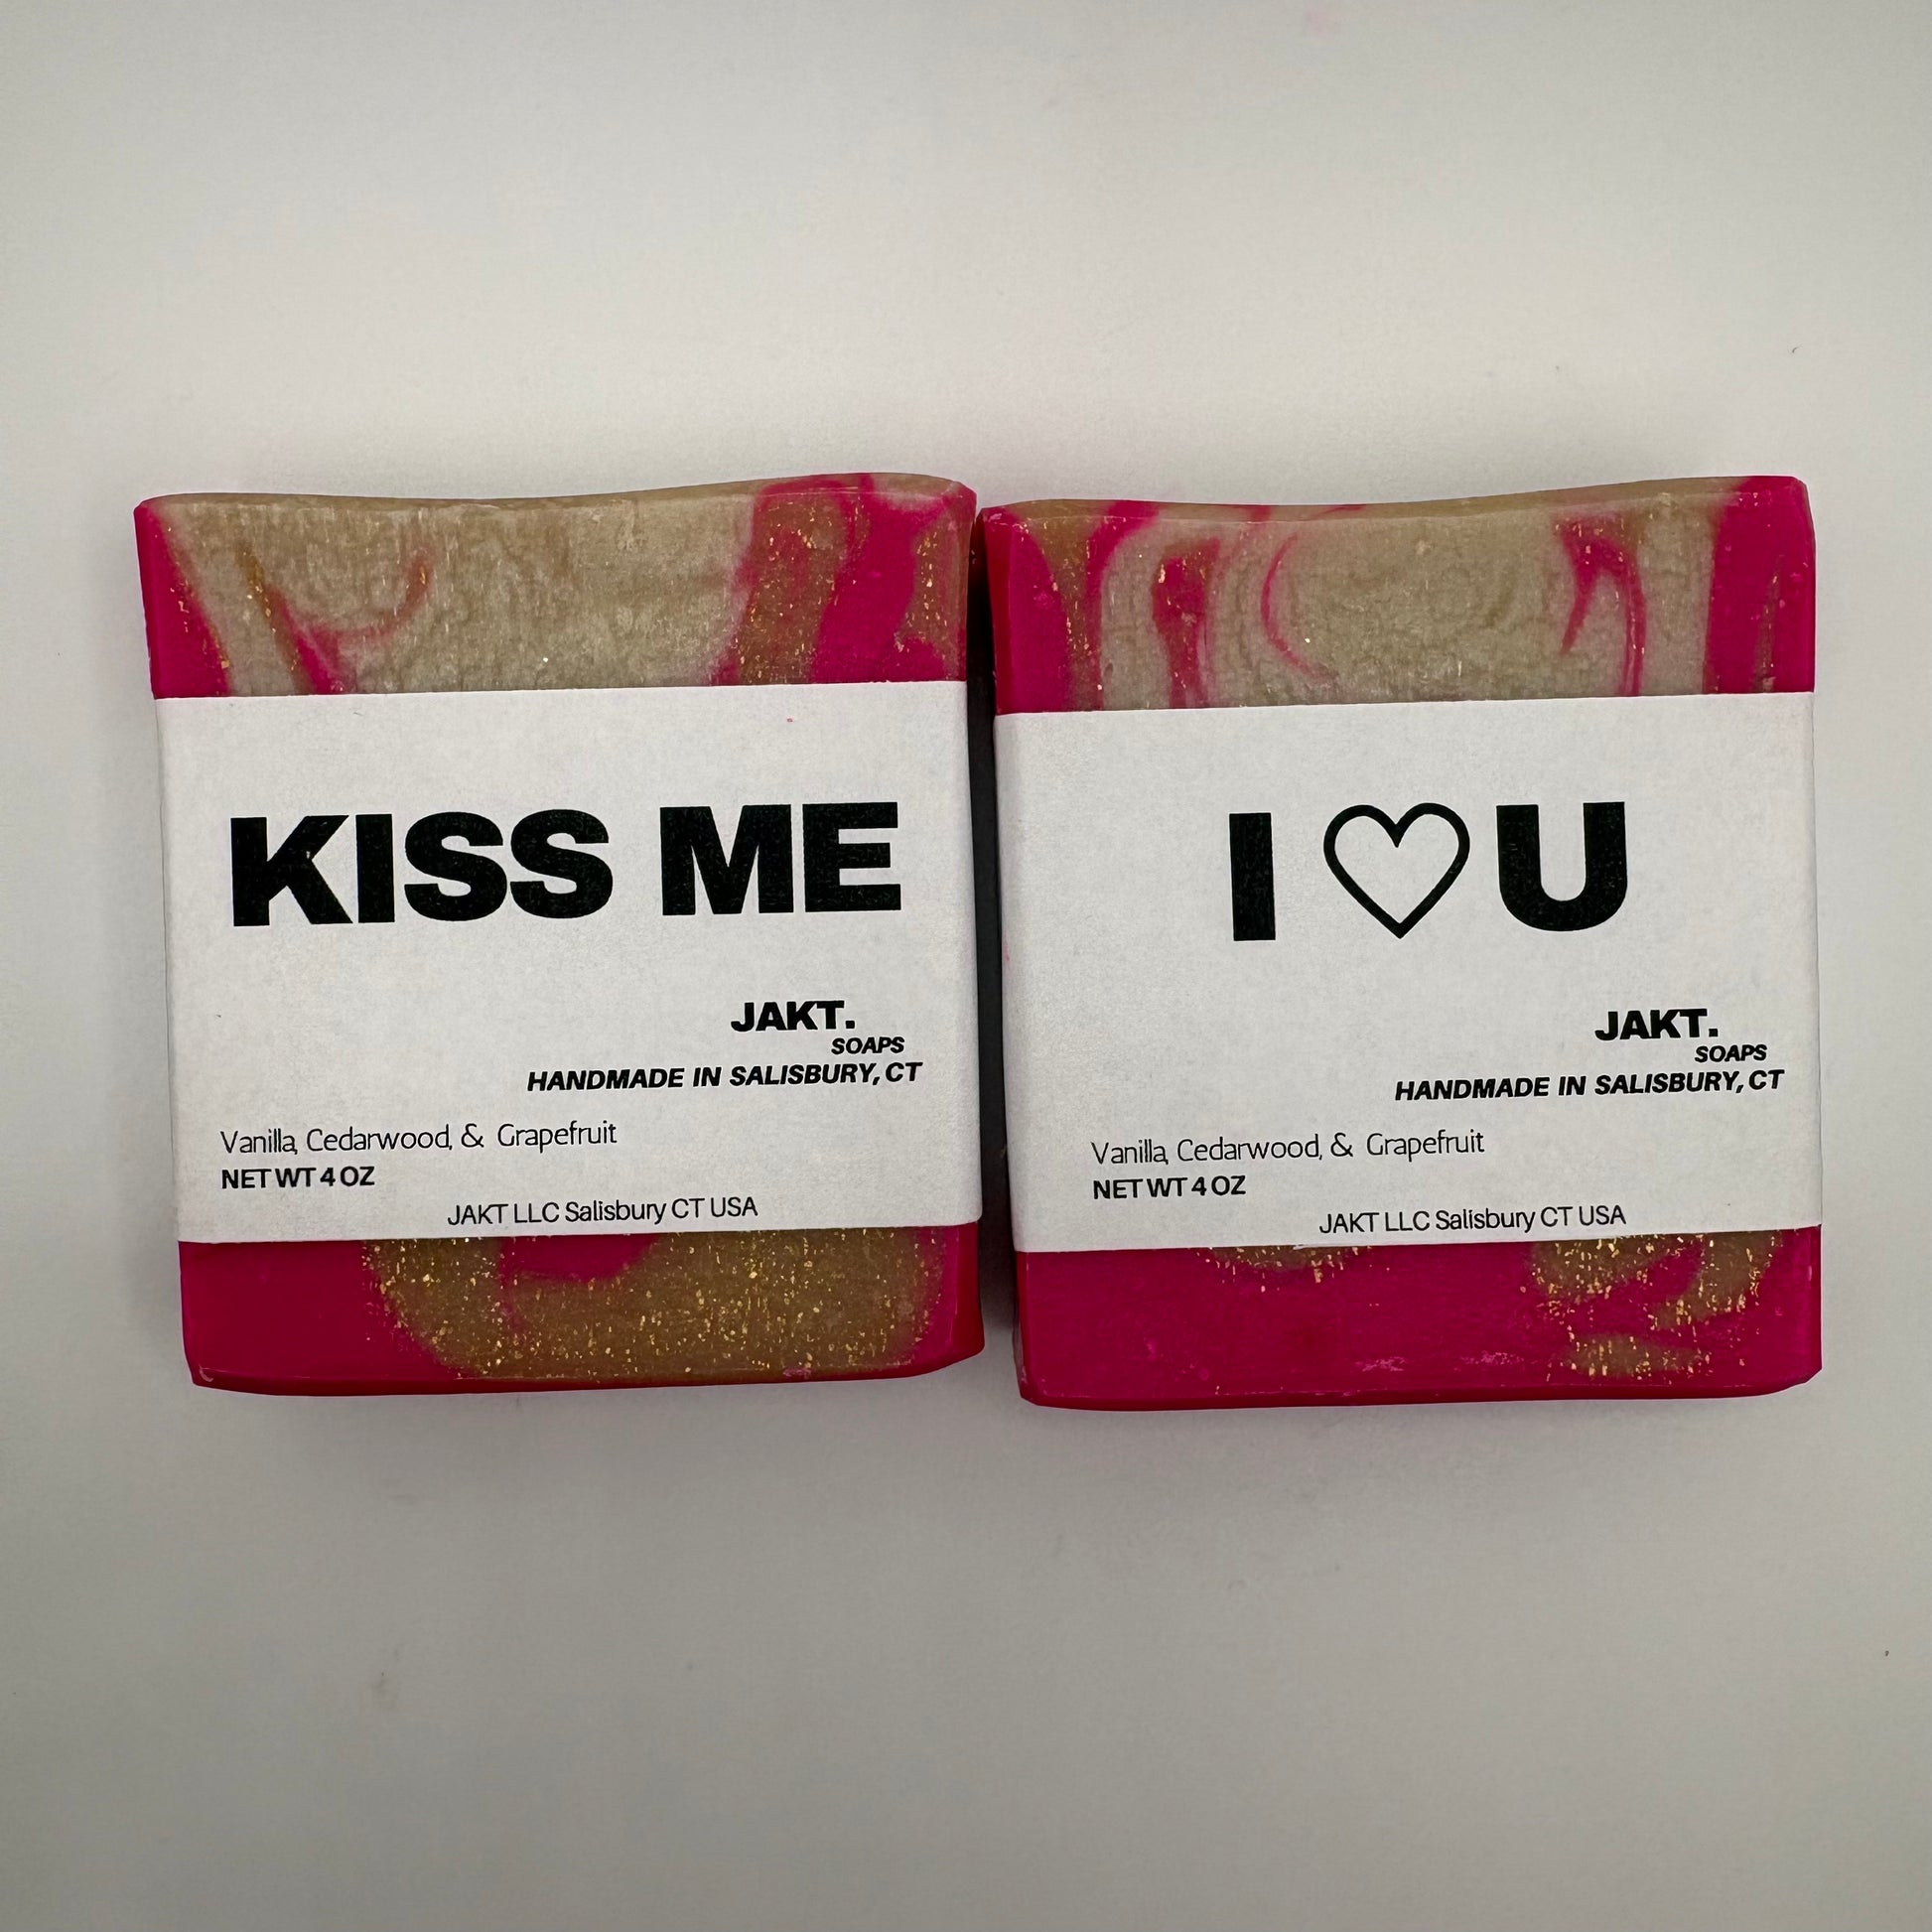 KISS ME
JAKT.
SOAPS
HANDMADE IN SALISBURY, CT
Vanilla, Cedarwood, & Grapefruit
NET WT 4 OZ
JAKT LLC Salisbury CT USA
I ♡ U
JAKT.
SOAPS
HANDMADE IN SALISBURY, CT
Vanilla, Cedarwood, & Grapefruit
NET WT 4 OZ
JAKT LLC Salisbury CT USA